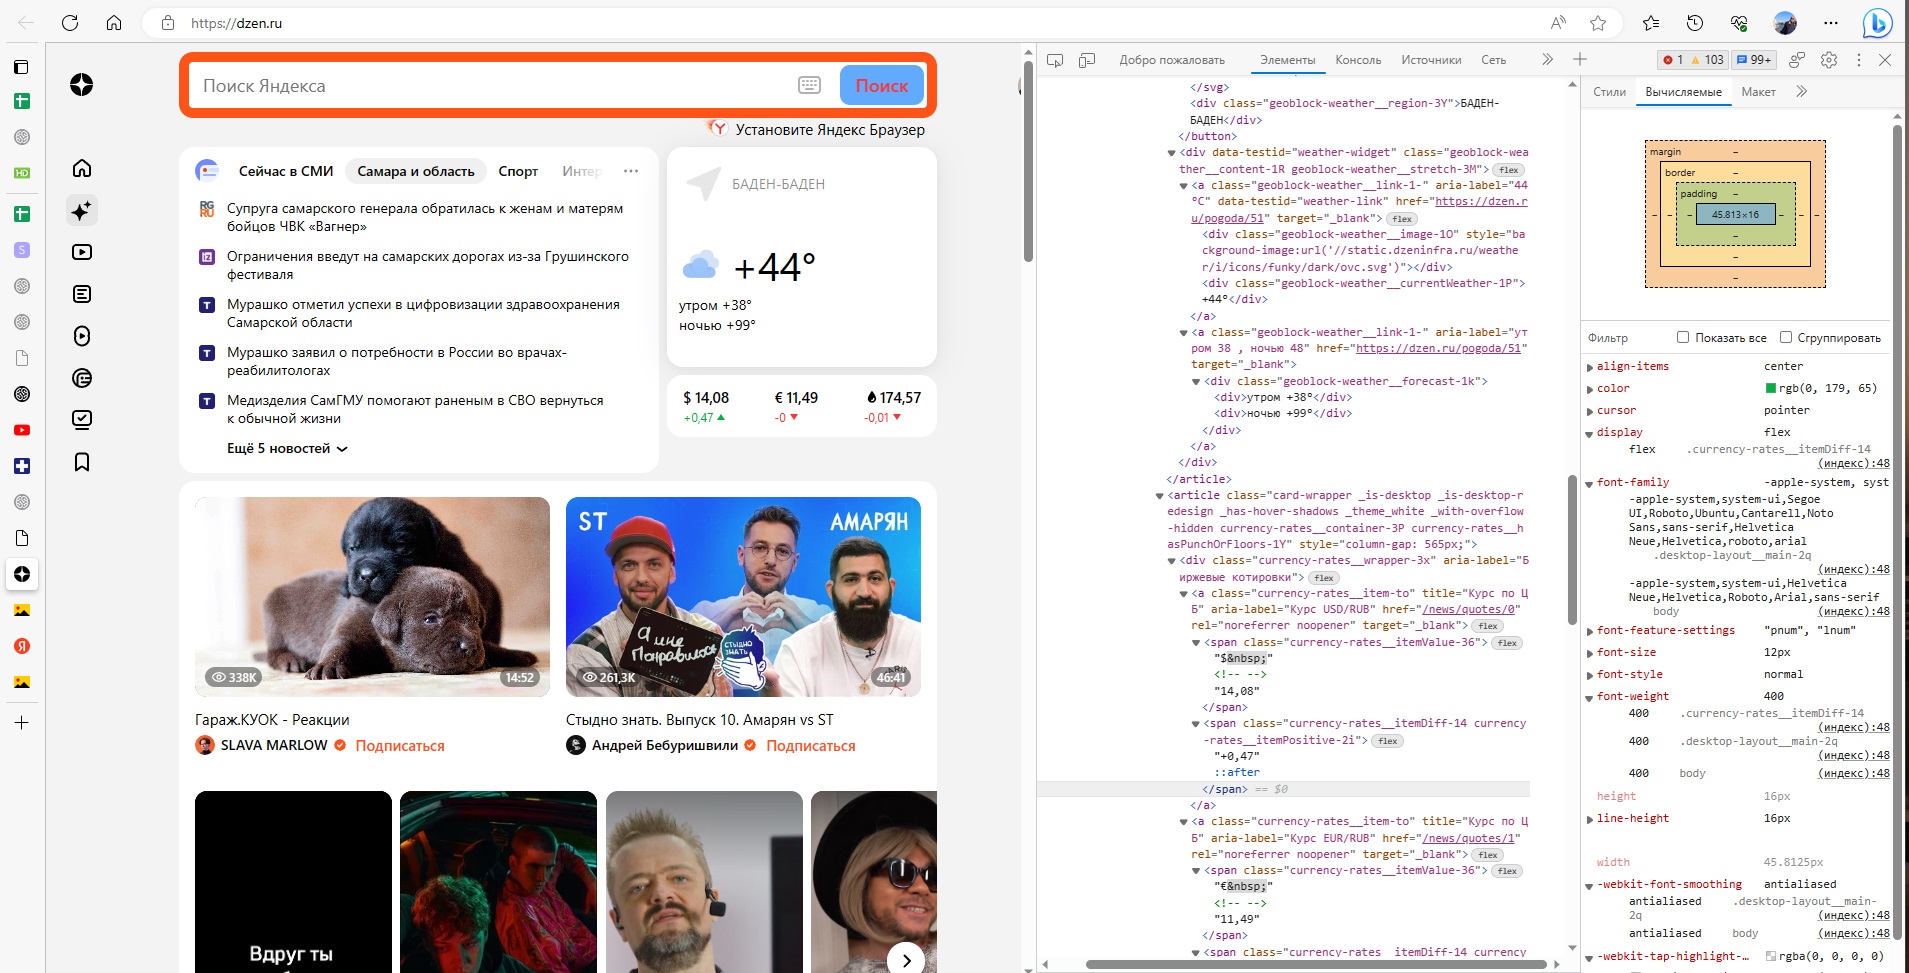 https://dzen.ru
Поиск Яндекса
Поиск
Установите Яндекс Браузер
Сейчас в СМИ
Самара и область
Спорт
Интер
Супруга самарского генерала обратилась к женам и матерям
бойцов ЧВК «Вагнер»
Ограничения введут на самарских дорогах из-за Грушинского
фестиваля
Мурашко отметил успехи в цифровизации здравоохранения
Самарской области
Мурашко заявил о потребности в России во врачах-
реабилитологах
Медизделия СамГМУ помогают раненым в СВО вернуться
к обычной жизни
Ещё 5 новостей
БАДЕН-БАДЕН
+44°
утром +38°
ночью +99°
$ 14,08 € 11,49 174,57
+0,47 -0 -0,01
ST
АМАРЯН
Я мне Понравилось
СТЫДНО ЗНАТЬ
338K
14:52
261,3K
46:41
Гараж.КУОК - Реакции
SLAVA MARLOW Подписаться
Стыдно знать. Выпуск 10. Амарян vs ST
Андрей Бебуришвили Подписаться
Вдруг ты
Добро пожаловать Элементы Консоль Источники Сеть
1 103 99+
</svg>
<div class="geoblock-weather__region-3Y">БАДЕН-
БАДЕН</div>
</button>
<div data-testid="weather-widget" class="geoblock-wea
ther__content-1R geoblock-weather__stretch-3M"> flex
<a class="geoblock-weather__link-1-" aria-label="44
°C" data-testid="weather-link" href="https://dzen.r
u/pogoda/51" target="_blank"> flex
<div class="geoblock-weather__image-1O" style="ba
ckground-image:url('//static.dzeninfra.ru/weathe
r/i/icons/funky/dark/ovc.svg')"></div>
<div class="geoblock-weather__currentWeather-1P">
+44°</div>
</a>
<a class="geoblock-weather__link-1-" aria-label="ут
ром 38 , ночью 48" href="https://dzen.ru/pogoda/51"
target="_blank">
<div class="geoblock-weather__forecast-1k">
<div>утром +38°</div>
<div>ночью +99°</div>
</div>
</a>
</div>
</article>
<article class="card-wrapper _is-desktop _is-desktop-r
edesign _has-hover-shadows _theme_white _with-overflow
-hidden currency-rates__container-3P currency-rates__h
asPunchOrFloors-1Y" style="column-gap: 565px;">
<div class="currency-rates__wrapper-3x" aria-label="Б
иржевые котировки"> flex
<a class="currency-rates__item-to" title="Курс по Ц
Б" aria-label="Курс USD/RUB" href="/news/quotes/0"
rel="noreferrer noopener" target="_blank"> flex
<span class="currency-rates__itemValue-36"> flex
"$&nbsp;"
<!-- -->
"14,08"
</span>
<span class="currency-rates__itemDiff-14 currency
-rates__itemPositive-2i"> flex
"+0,47"
::after
</span> == $0
</a>
<a class="currency-rates__item-to" title="Курс по Ц
Б" aria-label="Курс EUR/RUB" href="/news/quotes/1"
rel="noreferrer noopener" target="_blank"> flex
<span class="currency-rates__itemValue-36"> flex
"€&nbsp;"
<!-- -->
"11,49"
</span>
<span class="currency-rates__itemDiff-14 currency
Стили Вычисляемые Макет
margin –
border –
padding –
45.813×16
Фильтр Показать все Сгруппировать
align-items center
color rgb(0, 179, 65)
cursor pointer
display flex
flex .currency-rates__itemDiff-14
(индекс):48
font-family -apple-system, syst
-apple-system,system-ui,Segoe
UI,Roboto,Ubuntu,Cantarell,Noto
Sans,sans-serif,Helvetica
Neue,Helvetica,roboto,arial
.desktop-layout__main-2q
(индекс):48
-apple-system,system-ui,Helvetica
Neue,Helvetica,Roboto,Arial,sans-serif
body (индекс):48
font-feature-settings "pnum", "lnum"
font-size 12px
font-style normal
font-weight 400
400 .currency-rates__itemDiff-14
(индекс):48
400 .desktop-layout__main-2q
(индекс):48
400 body (индекс):48
height 16px
line-height 16px
width 45.8125px
-webkit-font-smoothing antialiased
antialiased .desktop-layout__main-
2q (индекс):48
antialiased body (индекс):48
-webkit-tap-highlight-… rgba(0, 0, 0, 0)